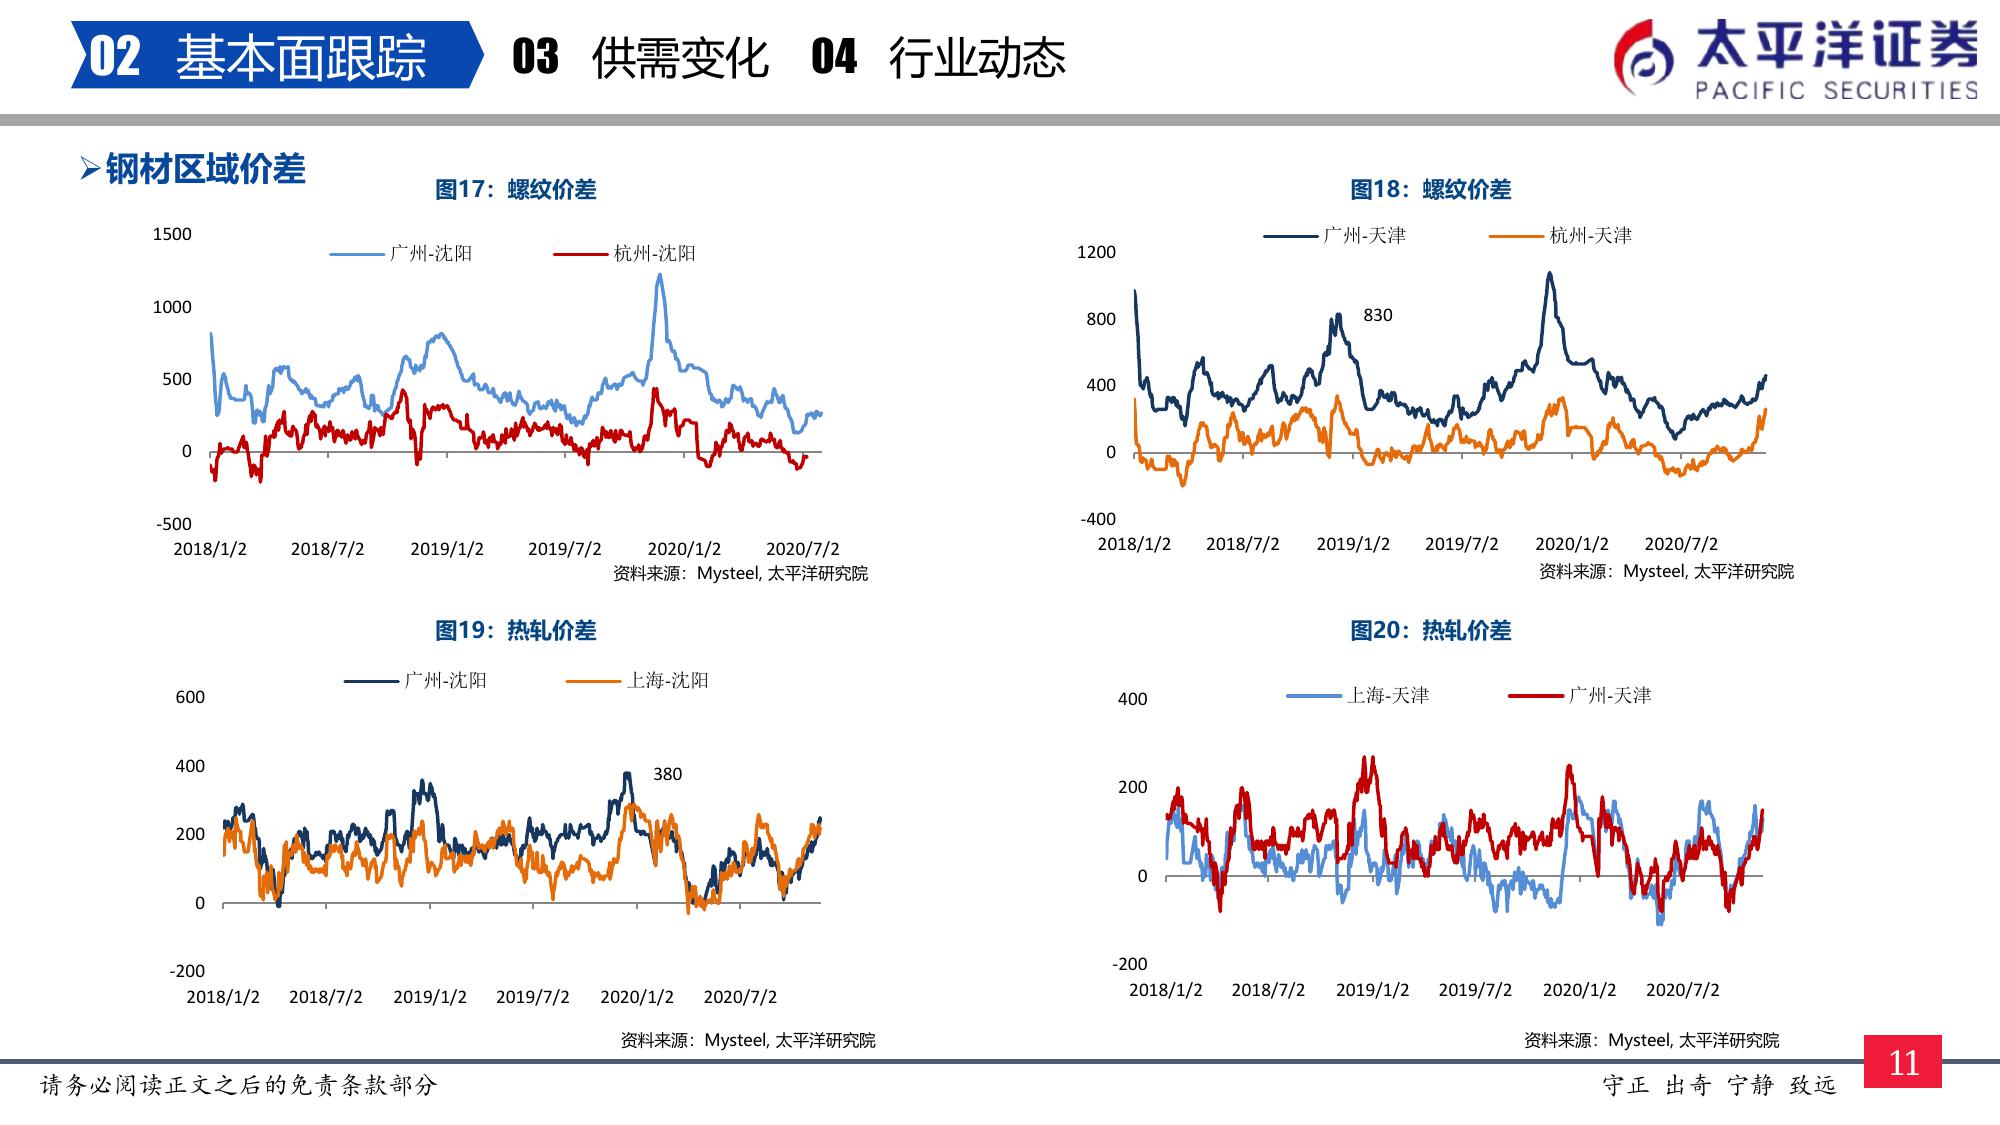 02 基本面跟踪 03 供需变化 04 行业动态
太平洋证券
PACIFIC SECURITIES
➢钢材区域价差
图17：螺纹价差
1500
1000
500
0
-500
广州-沈阳 杭州-沈阳
2018/1/2 2018/7/2 2019/1/2 2019/7/2 2020/1/2 2020/7/2
资料来源：Mysteel, 太平洋研究院
图18：螺纹价差
广州-天津 杭州-天津
1200
800
400
0
-400
830
2018/1/2 2018/7/2 2019/1/2 2019/7/2 2020/1/2 2020/7/2
资料来源：Mysteel, 太平洋研究院
图19：热轧价差
广州-沈阳 上海-沈阳
600
400
200
0
-200
380
2018/1/2 2018/7/2 2019/1/2 2019/7/2 2020/1/2 2020/7/2
资料来源：Mysteel, 太平洋研究院
图20：热轧价差
上海-天津 广州-天津
400
200
0
-200
2018/1/2 2018/7/2 2019/1/2 2019/7/2 2020/1/2 2020/7/2
资料来源：Mysteel, 太平洋研究院
请务必阅读正文之后的免责条款部分
守正 出奇 宁静 致远
11